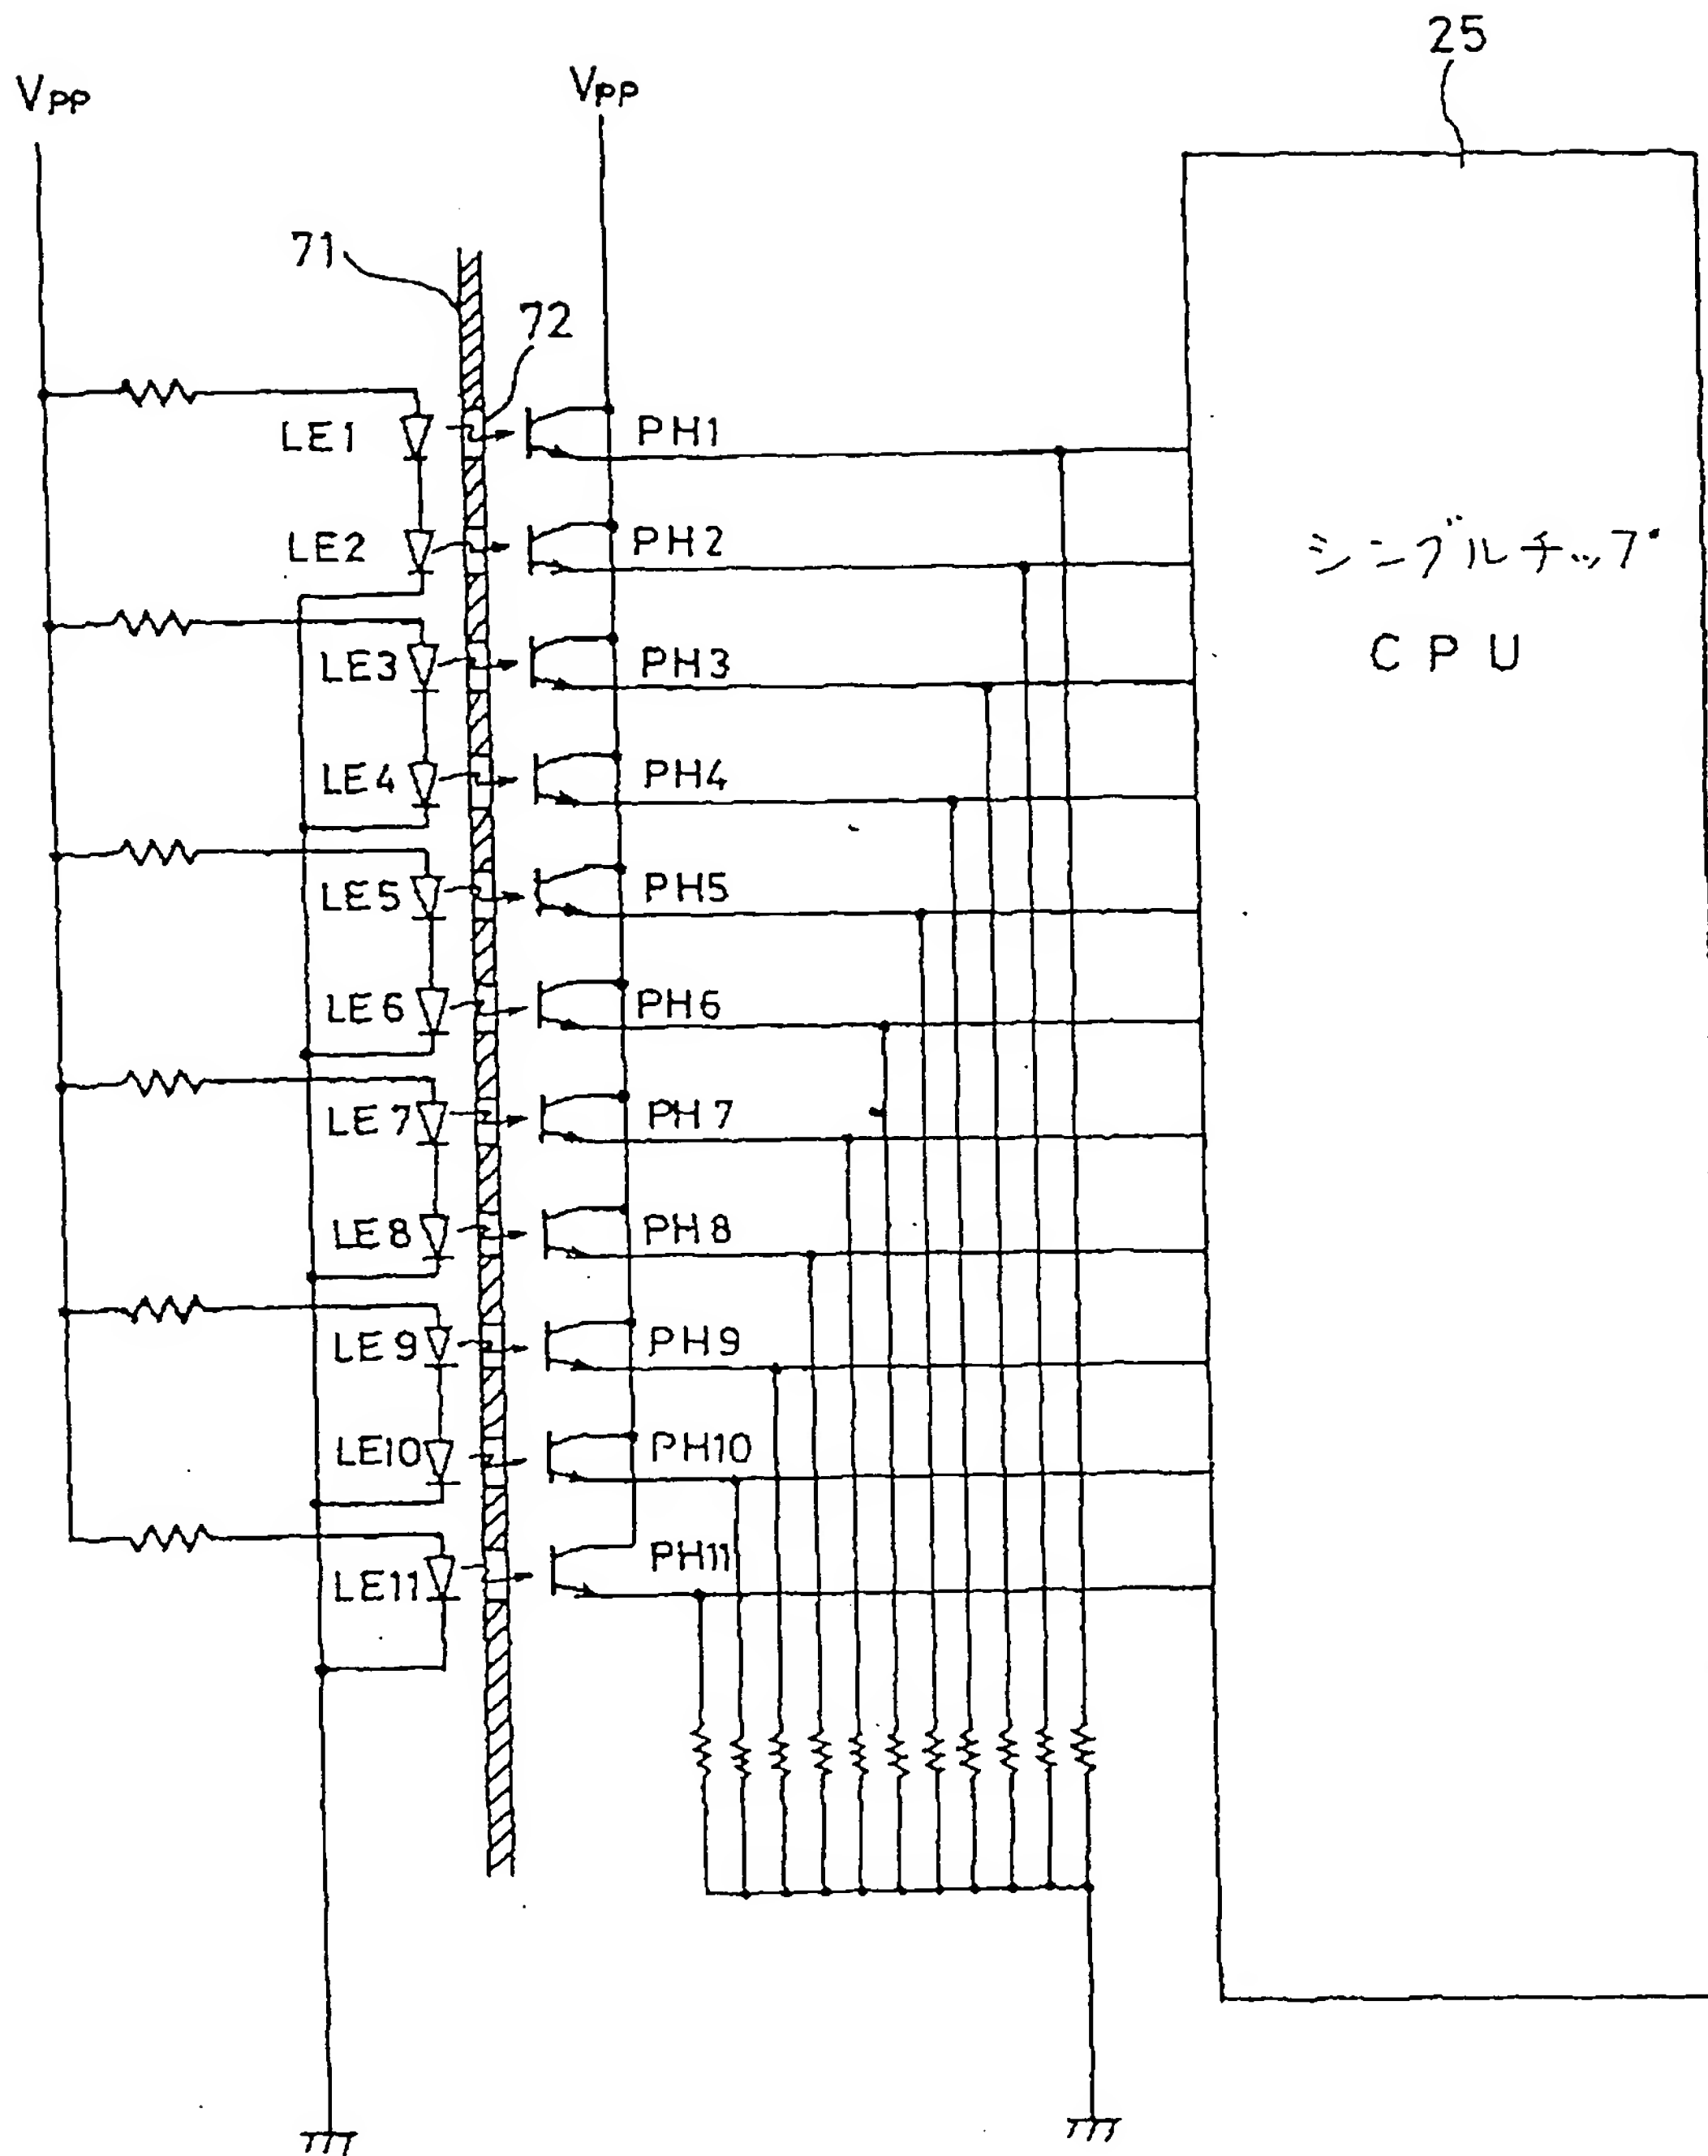 25
Vpp
Vpp
71
72
LE1
PH1
LE2
PH2
シングルチップ
CPU
LE3
PH3
LE4
PH4
LE5
PH5
LE6
PH6
LE7
PH7
LE8
PH8
LE9
PH9
LE10
PH10
LE11
PH11